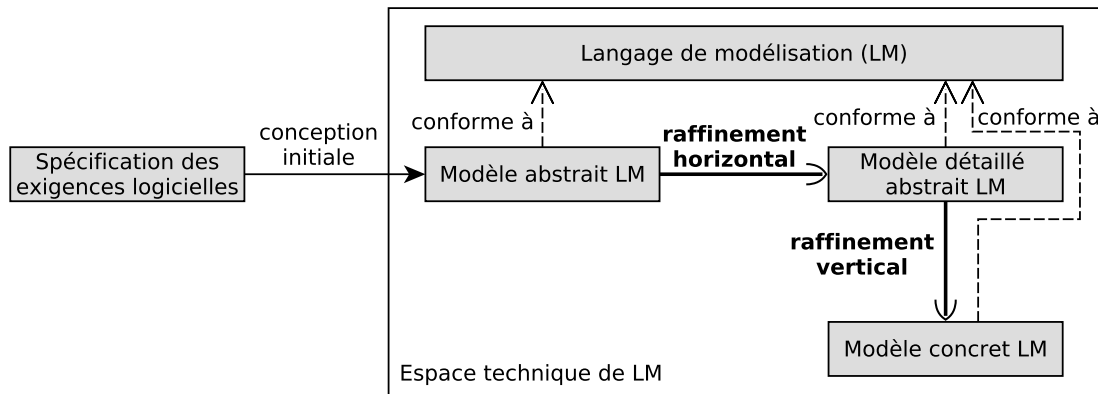 Langage de modélisation (LM)
conforme à
conforme à
conforme à
conception
initiale
raffinement
horizontal
Spécification des
exigences logicielles
Modèle abstrait LM
Modèle détaillé
abstrait LM
raffinement
vertical
Modèle concret LM
Espace technique de LM